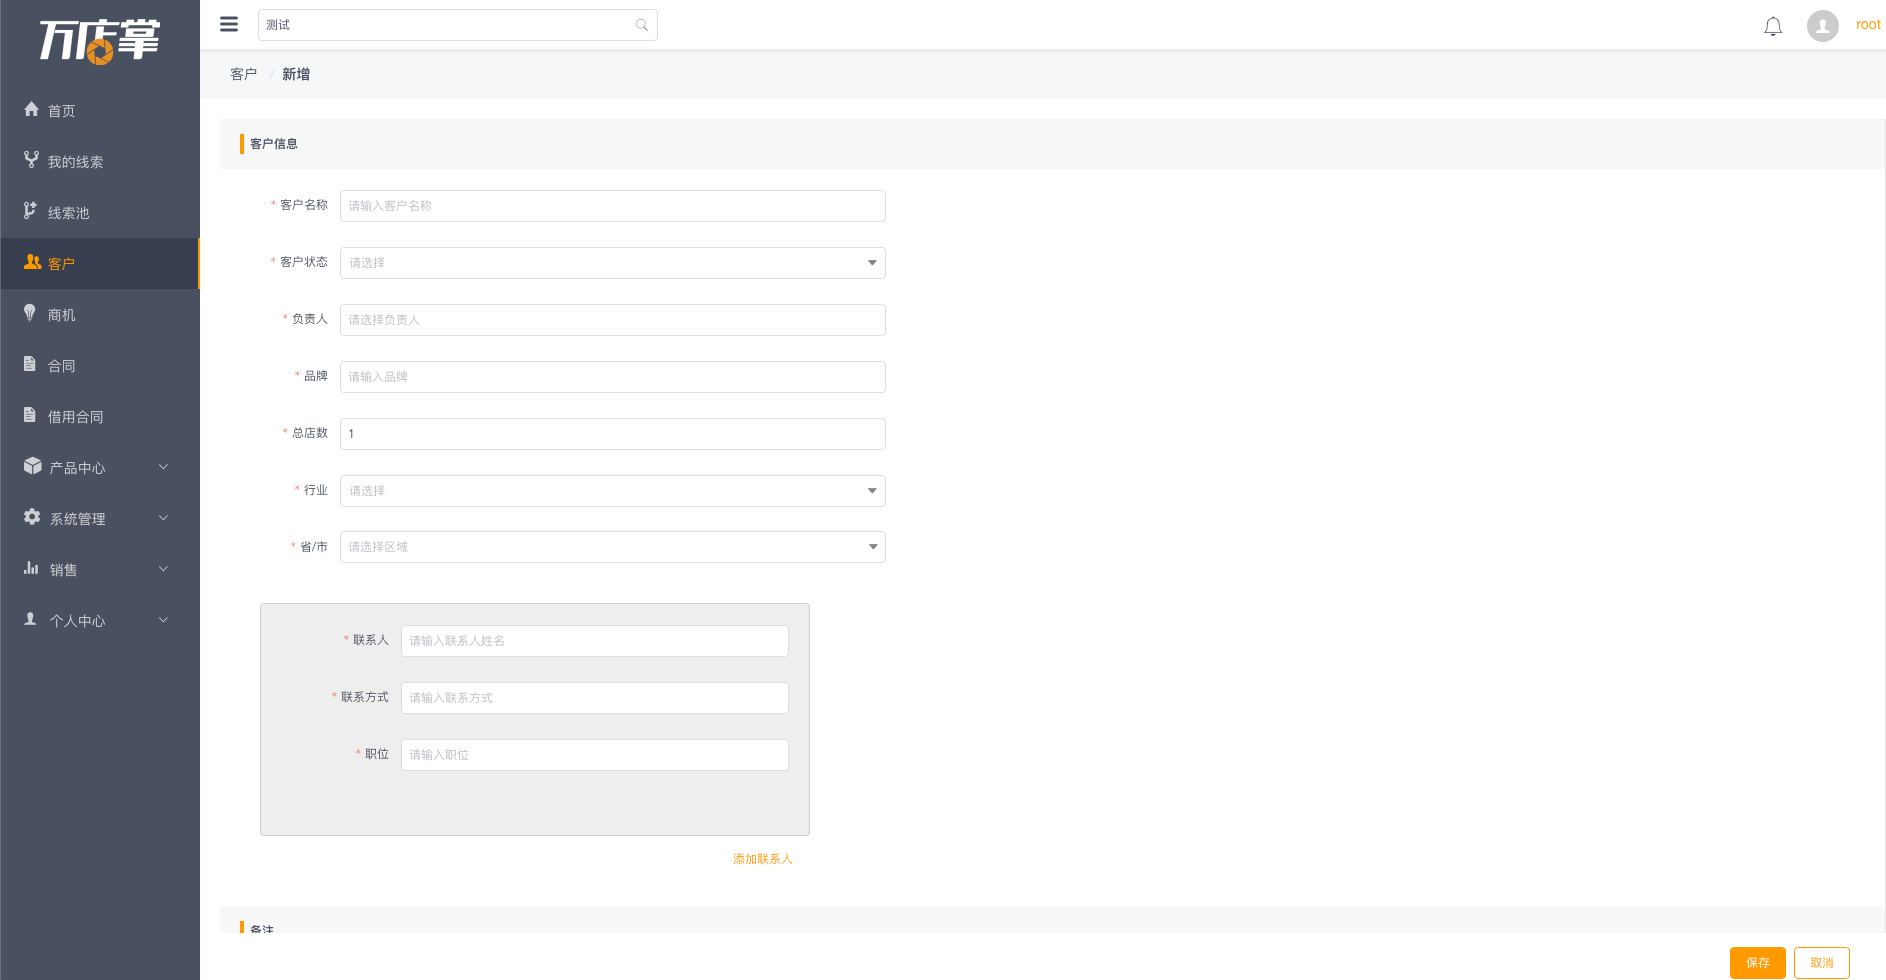 万店掌
测试
root
首页
我的线索
线索池
客户
商机
合同
借用合同
产品中心
系统管理
销售
个人中心
客户 / 新增
客户信息
* 客户名称 请输入客户名称
* 客户状态 请选择
* 负责人 请选择负责人
* 品牌 请输入品牌
* 总店数 1
* 行业 请选择
* 省/市 请选择区域
* 联系人 请输入联系人姓名
* 联系方式 请输入联系方式
* 职位 请输入职位
添加联系人
备注
保存 取消